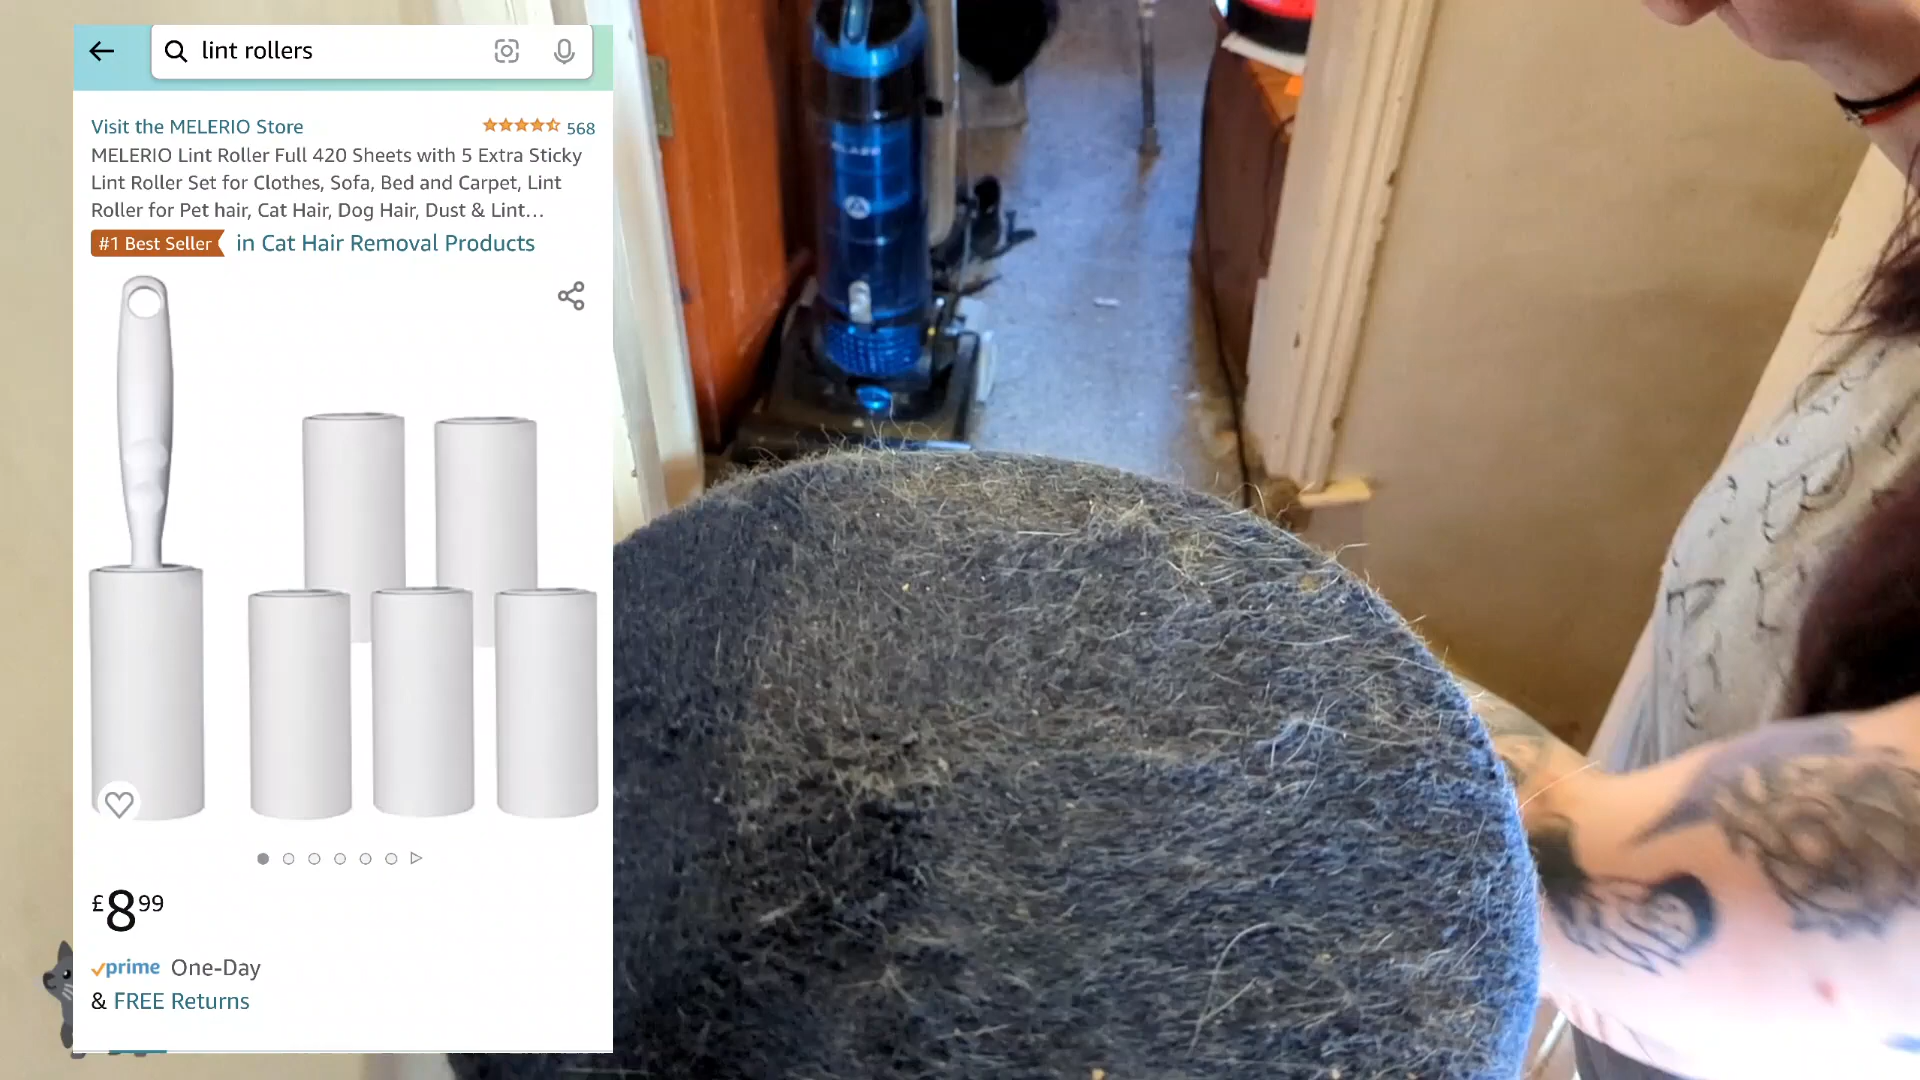 lint rollers
Visit the MELERIO Store
568
MELERIO Lint Roller Full 420 Sheets with 5 Extra Sticky
Lint Roller Set for Clothes, Sofa, Bed and Carpet, Lint
Roller for Pet hair, Cat Hair, Dog Hair, Dust & Lint...
#1 Best Seller in Cat Hair Removal Products
£8 99
prime One-Day
& FREE Returns